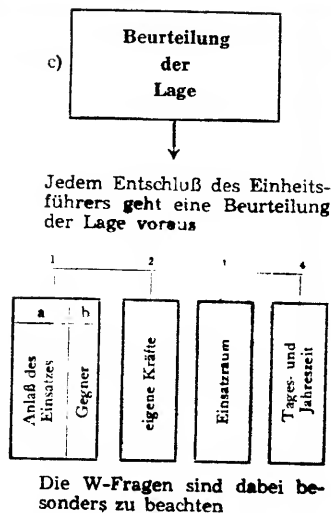 c)
Beurteilung
der
Lage
Jedem Entschluß des Einheits-
führers geht eine Beurteilung
der Lage voraus
1
2
4
a
b
Anlaß des
Einsatzes
Gegner
eigene Kräfte
Einsatzraum
Tages- und
Jahreszeit
Die W-Fragen sind dabei be-
sonders zu beachten